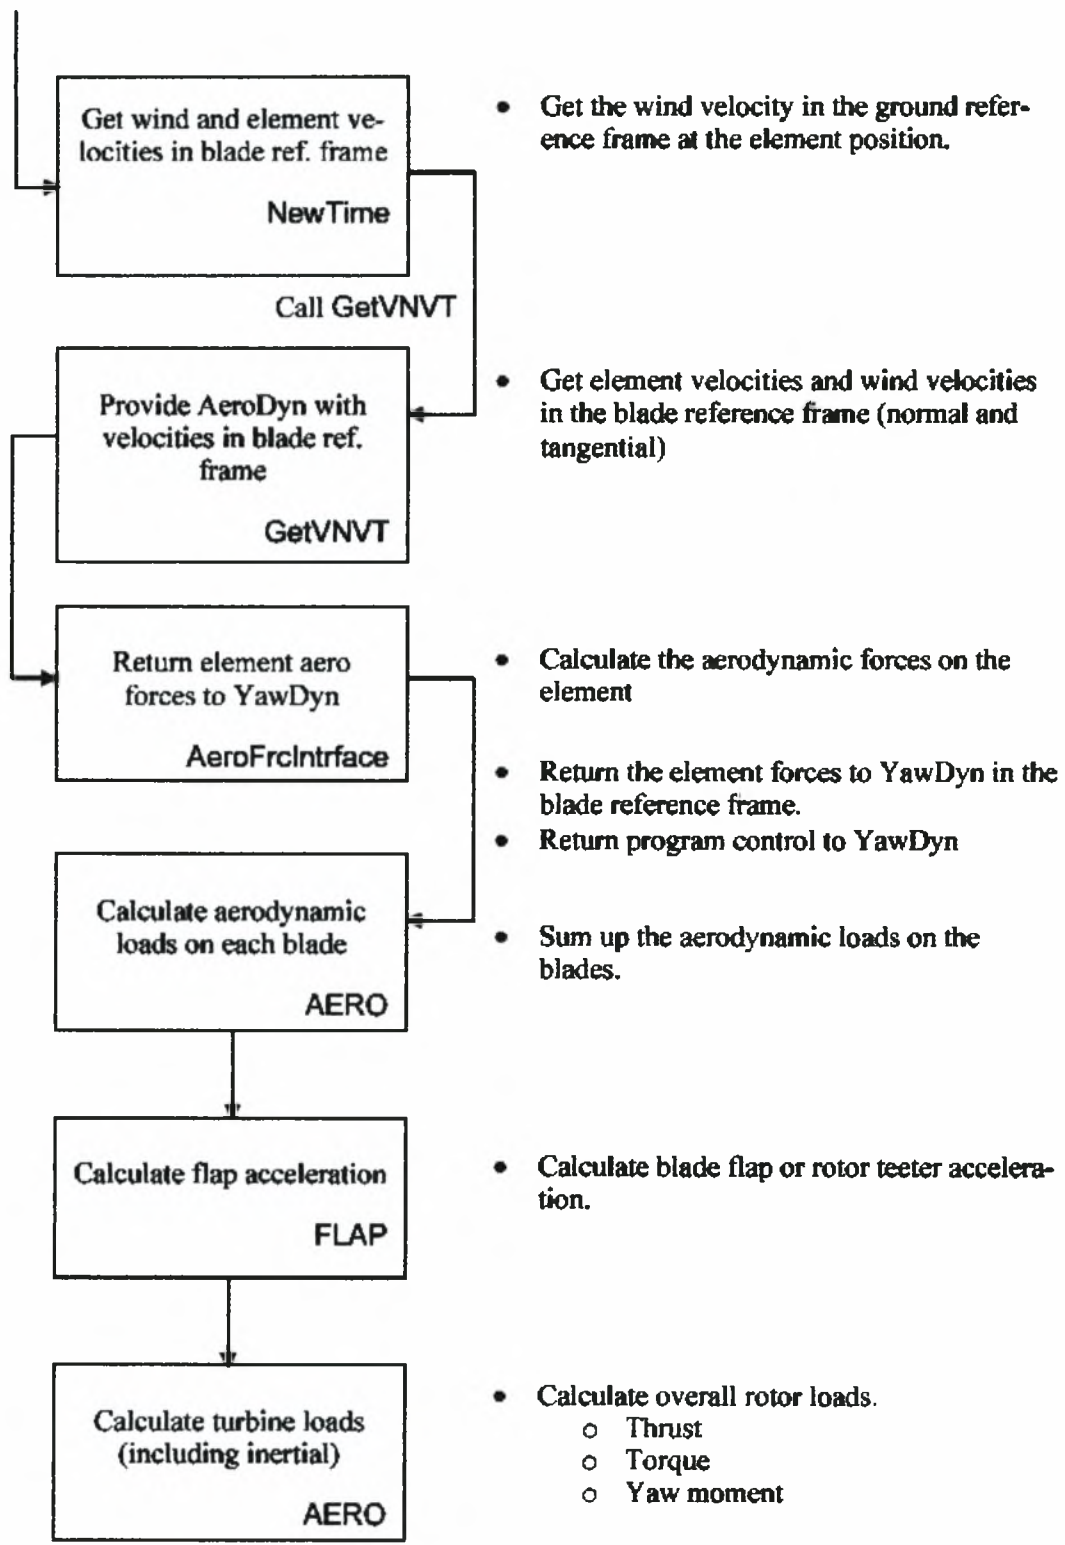 Get wind and element ve-
locities in blade ref. frame
NewTime
• Get the wind velocity in the ground refer-
ence frame at the element position.
Call GetVNVT
Provide AeroDyn with
velocities in blade ref.
frame
GetVNVT
• Get element velocities and wind velocities
in the blade reference frame (normal and
tangential)
Return element aero
forces to YawDyn
AeroFrcIntrface
• Calculate the aerodynamic forces on the
element
• Return the element forces to YawDyn in the
blade reference frame.
• Return program control to YawDyn
Calculate aerodynamic
loads on each blade
AERO
• Sum up the aerodynamic loads on the
blades.
Calculate flap acceleration
FLAP
• Calculate blade flap or rotor teeter accelera-
tion.
Calculate turbine loads
(including inertial)
AERO
• Calculate overall rotor loads.
o Thrust
o Torque
o Yaw moment